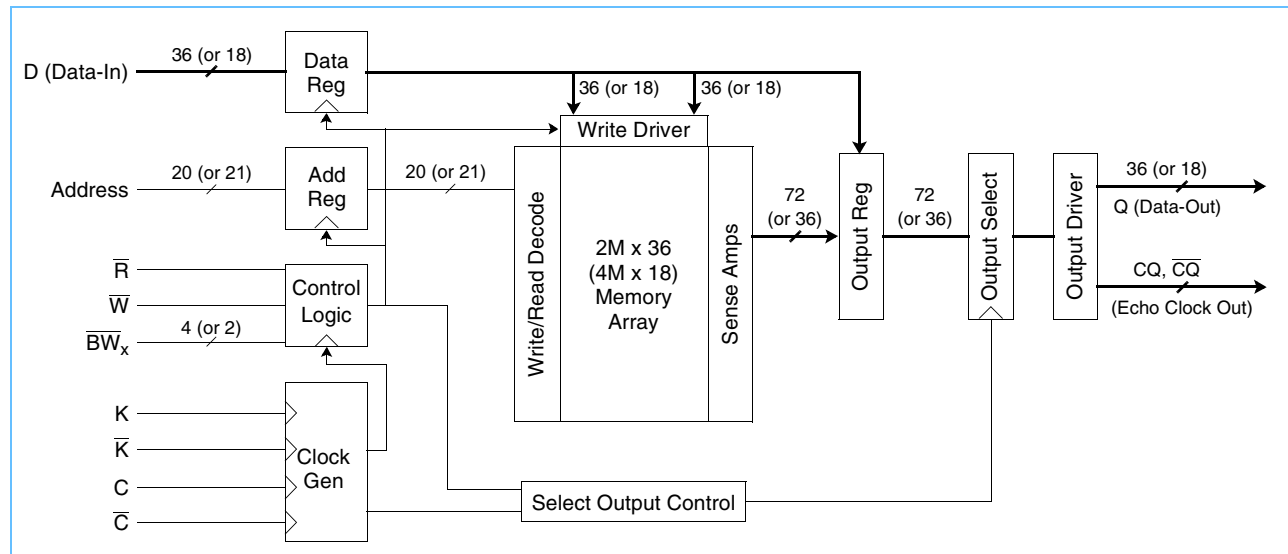 D (Data-In)
36 (or 18)
Data
Reg
36 (or 18)
36 (or 18)
Write Driver
Address
20 (or 21)
Add
Reg
20 (or 21)
Write/Read Decode
2M x 36
(4M x 18)
Memory
Array
Sense Amps
72
(or 36)
Output Reg
72
(or 36)
Output Select
Output Driver
36 (or 18)
Q (Data-Out)
CQ, C̅Q̅
(Echo Clock Out)
R̅
W̅
B̅W̅ₓ
4 (or 2)
Control
Logic
K
K̅
C
C̅
Clock
Gen
Select Output Control